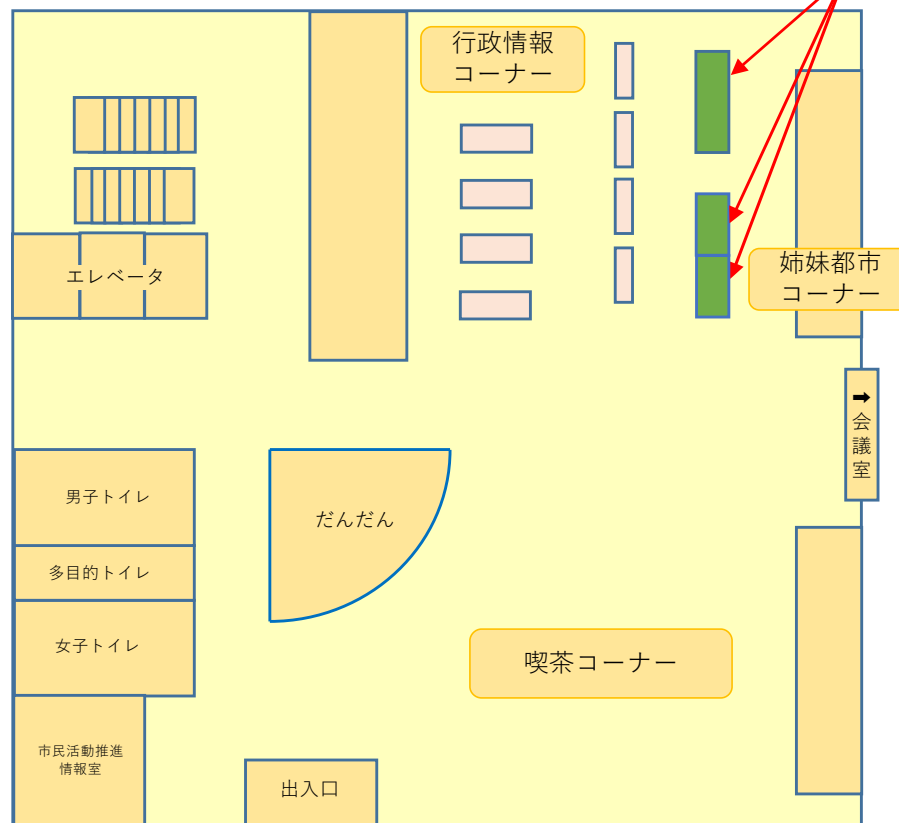 行政情報
コーナー
エレベータ
姉妹都市
コーナー
➡会議室
男子トイレ
だんだん
多目的トイレ
女子トイレ
喫茶コーナー
市民活動推進
情報室
出入口